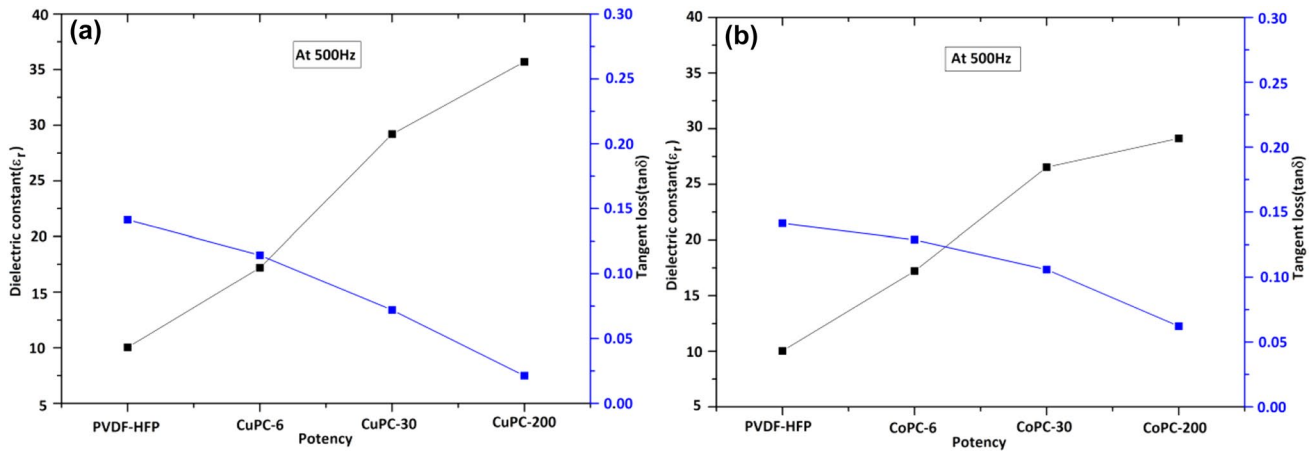 (a)
At 500Hz
Dielectric constant(εr)
40
35
30
25
20
15
10
5
0.30
0.25
0.20
0.15
0.10
0.05
0.00
Tangent loss(tanδ)
PVDF-HFP CuPC-6 CuPC-30 CuPC-200
Potency
(b)
At 500Hz
Dielectric constant(εr)
40
35
30
25
20
15
10
5
0.30
0.25
0.20
0.15
0.10
0.05
0.00
Tangent loss(tanδ)
PVDF-HFP CoPC-6 CoPC-30 CoPC-200
Potency